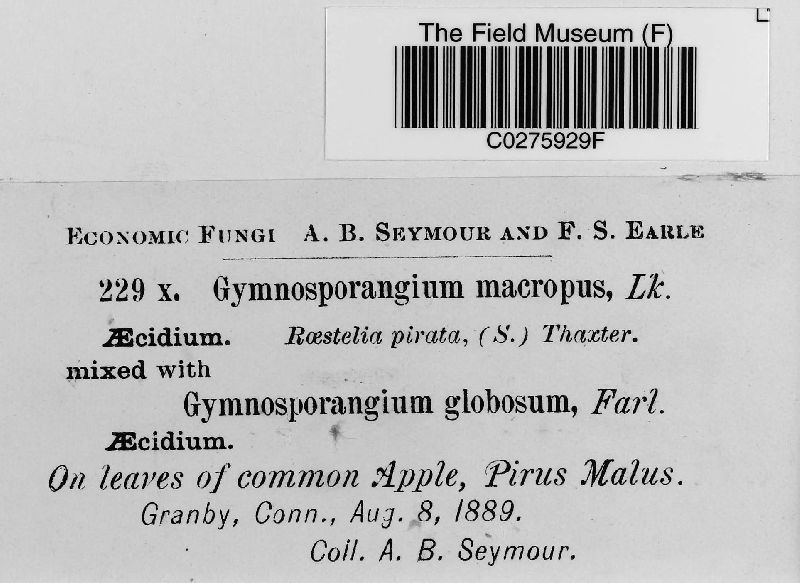 The Field Museum (F)
C0275929F
ECONOMIC FUNGI A. B. SEYMOUR AND F. S. EARLE
229 x. Gymnosporangium macropus, Lk.
Æcidium. Rœstelia pirata, (S.) Thaxter.
mixed with
Gymnosporangium globosum, Farl.
Æcidium.
On leaves of common Apple, Pirus Malus.
Granby, Conn., Aug. 8, 1889.
Coll. A. B. Seymour.